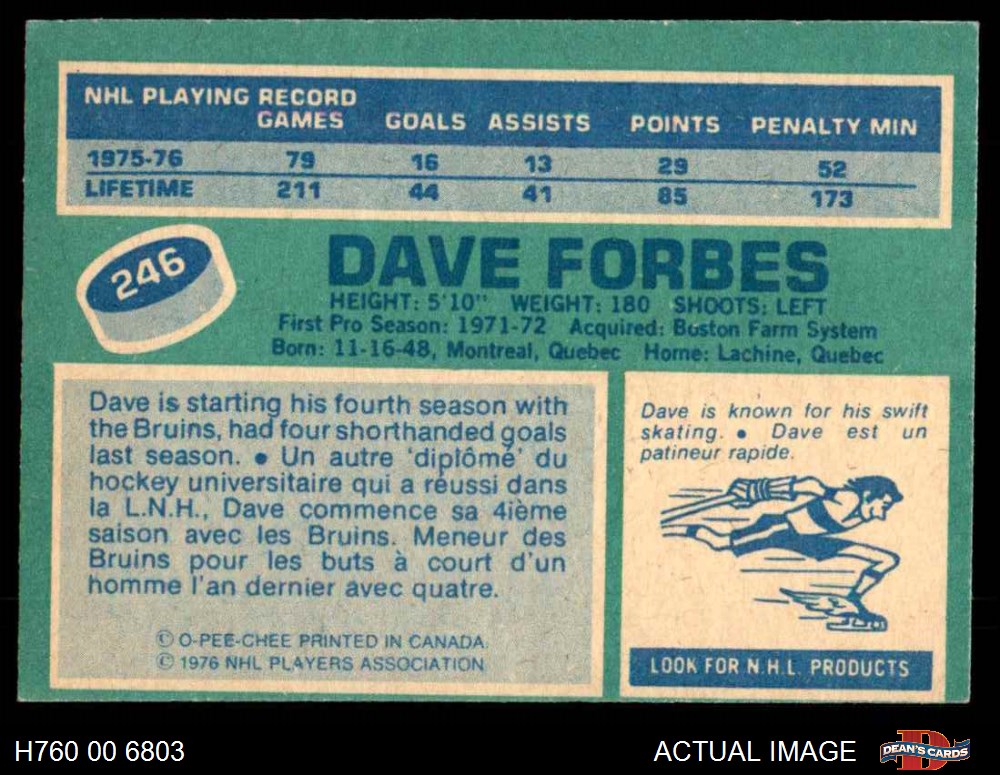 NHL PLAYING RECORD
GAMES GOALS ASSISTS POINTS PENALTY MIN
1975-76 79 16 13 29 52
LIFETIME 211 44 41 85 173
246
DAVE FORBES
HEIGHT: 5'10" WEIGHT: 180 SHOOTS: LEFT
First Pro Season: 1971-72 Acquired: Boston Farm System
Born: 11-16-48, Montreal, Quebec Home: Lachine, Quebec
Dave is starting his fourth season with
the Bruins, had four shorthanded goals
last season. • Un autre 'diplômé' du
hockey universitaire qui a réussi dans
la L.N.H., Dave commence sa 4ième
saison avec les Bruins. Meneur des
Bruins pour les buts à court d'un
homme l'an dernier avec quatre.
© O-PEE-CHEE PRINTED IN CANADA.
© 1976 NHL PLAYERS ASSOCIATION
Dave is known for his swift
skating. • Dave est un
patineur rapide.
LOOK FOR N.H.L. PRODUCTS
H760 00 6803
ACTUAL IMAGE
D
DEAN'S CARDS